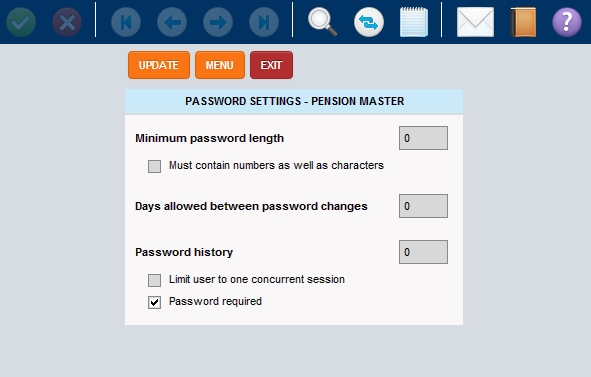 ?
UPDATE MENU EXIT
PASSWORD SETTINGS - PENSION MASTER
Minimum password length 0
Must contain numbers as well as characters
Days allowed between password changes 0
Password history 0
Limit user to one concurrent session
Password required